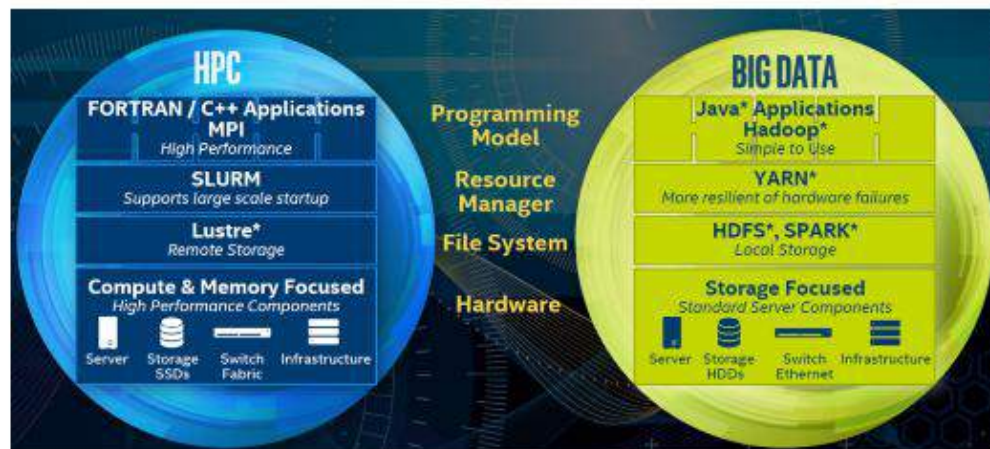 HPC
FORTRAN / C++ Applications
MPI
High Performance
SLURM
Supports large scale startup
Lustre*
Remote Storage
Compute & Memory Focused
High Performance Components
Server
Storage
SSDs
Switch
Fabric
Infrastructure
Programming
Model
Resource
Manager
File System
Hardware
BIG DATA
Java* Applications
Hadoop*
Simple to Use
YARN*
More resilient of hardware failures
HDFS*, SPARK*
Local Storage
Storage Focused
Standard Server Components
Server
Storage
HDDs
Switch
Ethernet
Infrastructure